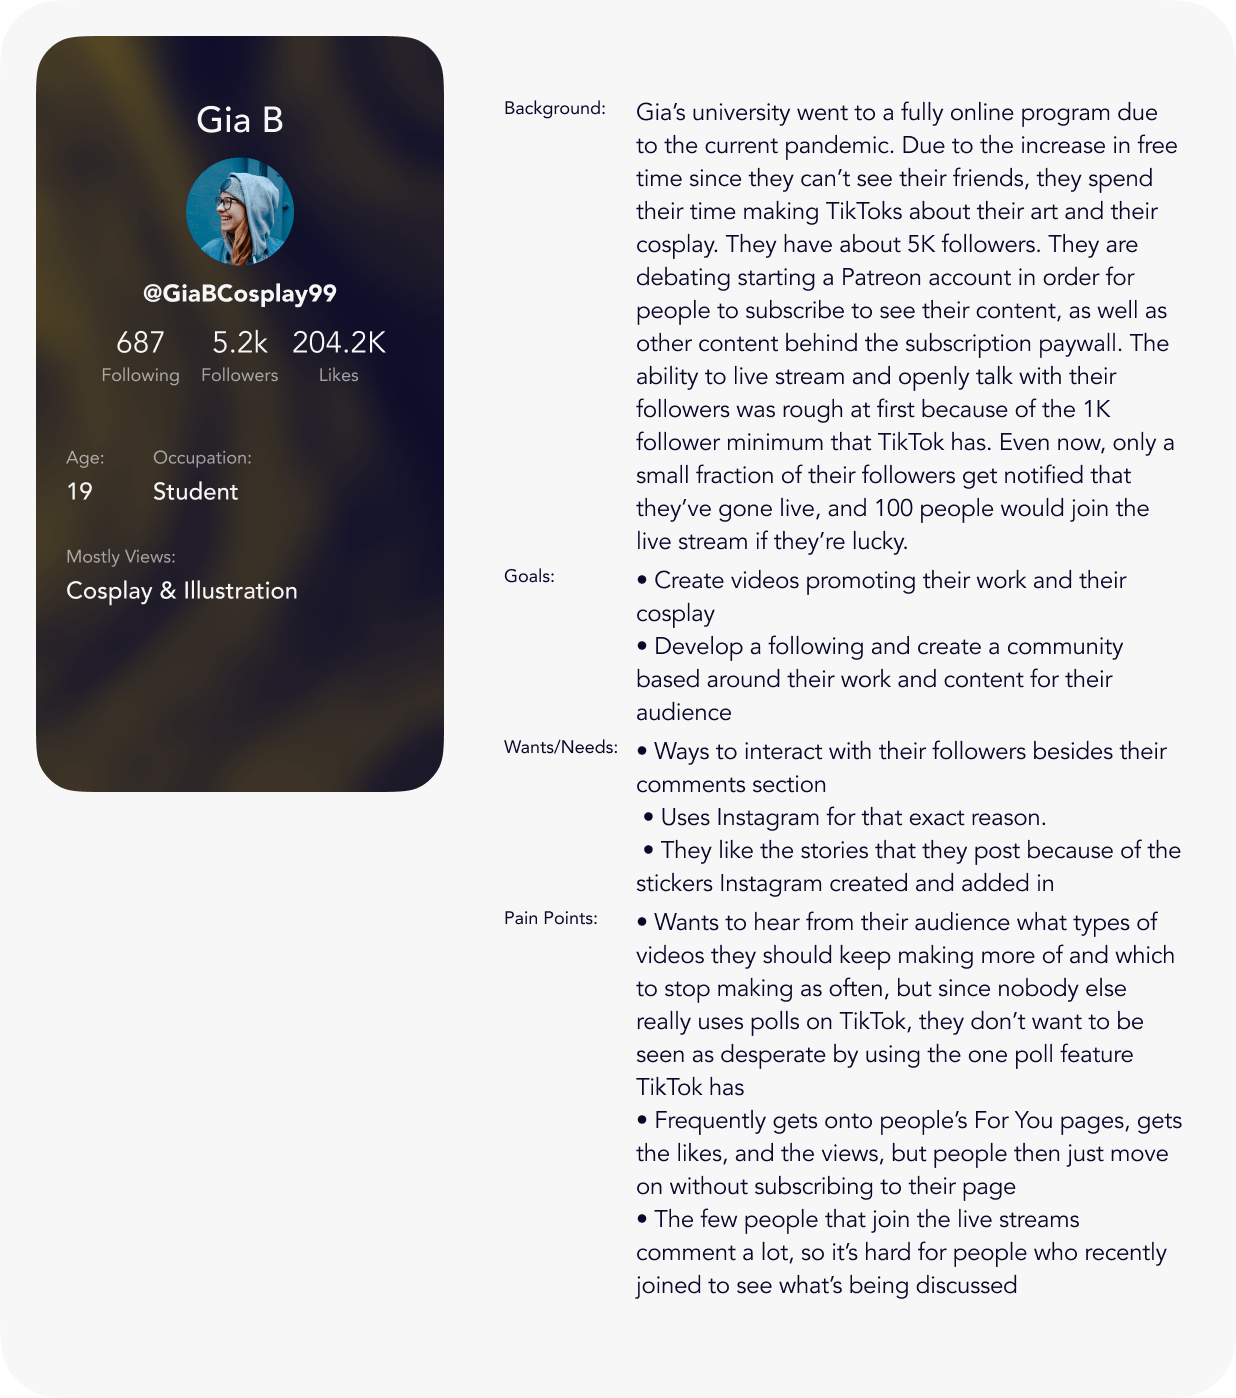 Gia B
@GiaBCosplay99
687 5.2k 204.2K
Following Followers Likes
Age: Occupation:
19 Student
Mostly Views:
Cosplay & Illustration
Background:
Gia’s university went to a fully online program due
to the current pandemic. Due to the increase in free
time since they can’t see their friends, they spend
their time making TikToks about their art and their
cosplay. They have about 5K followers. They are
debating starting a Patreon account in order for
people to subscribe to see their content, as well as
other content behind the subscription paywall. The
ability to live stream and openly talk with their
followers was rough at first because of the 1K
follower minimum that TikTok has. Even now, only a
small fraction of their followers get notified that
they’ve gone live, and 100 people would join the
live stream if they’re lucky.
Goals:
• Create videos promoting their work and their
cosplay
• Develop a following and create a community
based around their work and content for their
audience
Wants/Needs:
• Ways to interact with their followers besides their
comments section
• Uses Instagram for that exact reason.
• They like the stories that they post because of the
stickers Instagram created and added in
Pain Points:
• Wants to hear from their audience what types of
videos they should keep making more of and which
to stop making as often, but since nobody else
really uses polls on TikTok, they don’t want to be
seen as desperate by using the one poll feature
TikTok has
• Frequently gets onto people’s For You pages, gets
the likes, and the views, but people then just move
on without subscribing to their page
• The few people that join the live streams
comment a lot, so it’s hard for people who recently
joined to see what’s being discussed